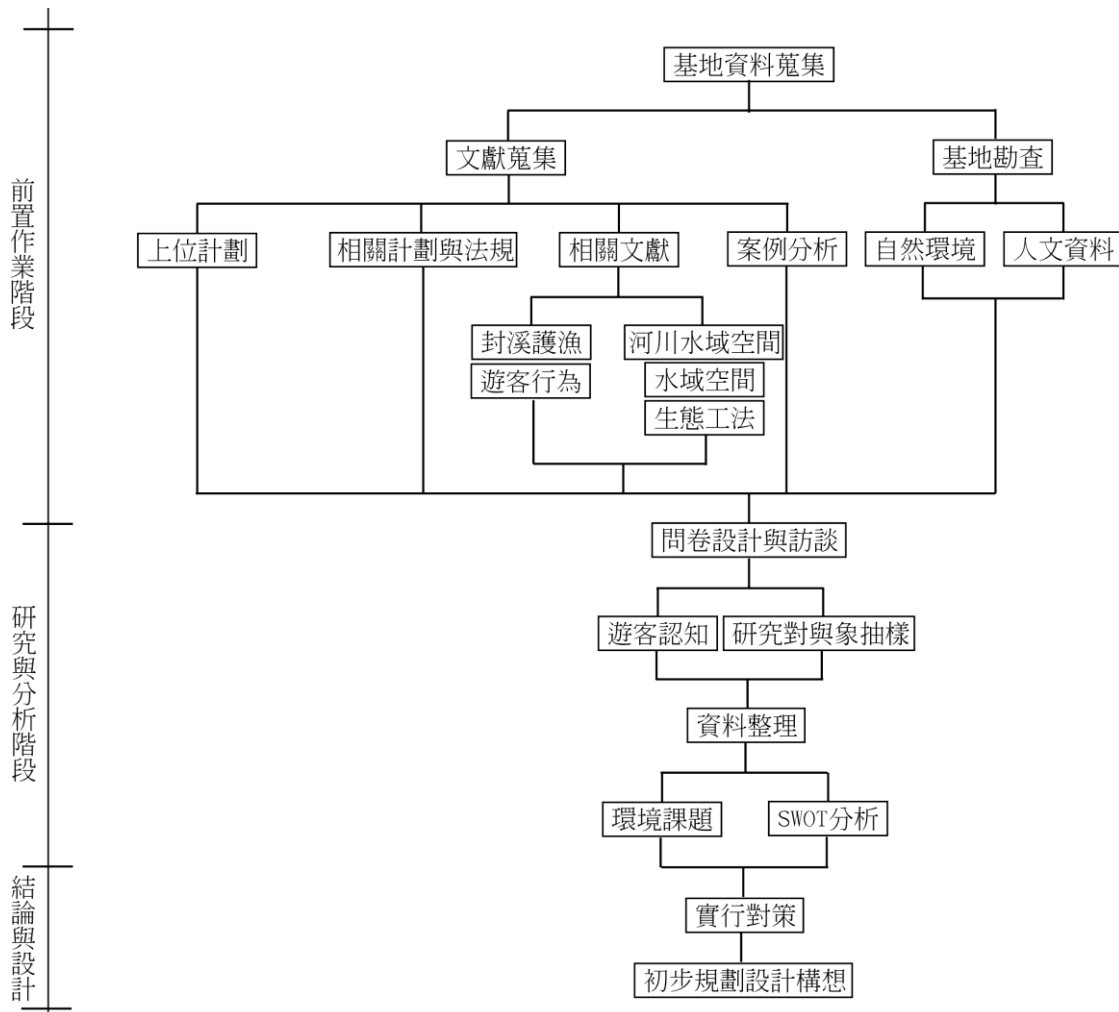 前置作業階段
基地資料蒐集
文獻蒐集
基地勘查
上位計劃
相關計劃與法規
相關文獻
案例分析
自然環境
人文資料
封溪護漁
河川水域空間
遊客行為
水域空間
生態工法
研究與分析階段
問卷設計與訪談
遊客認知
研究對與象抽樣
資料整理
環境課題
SWOT分析
結論與設計
實行對策
初步規劃設計構想